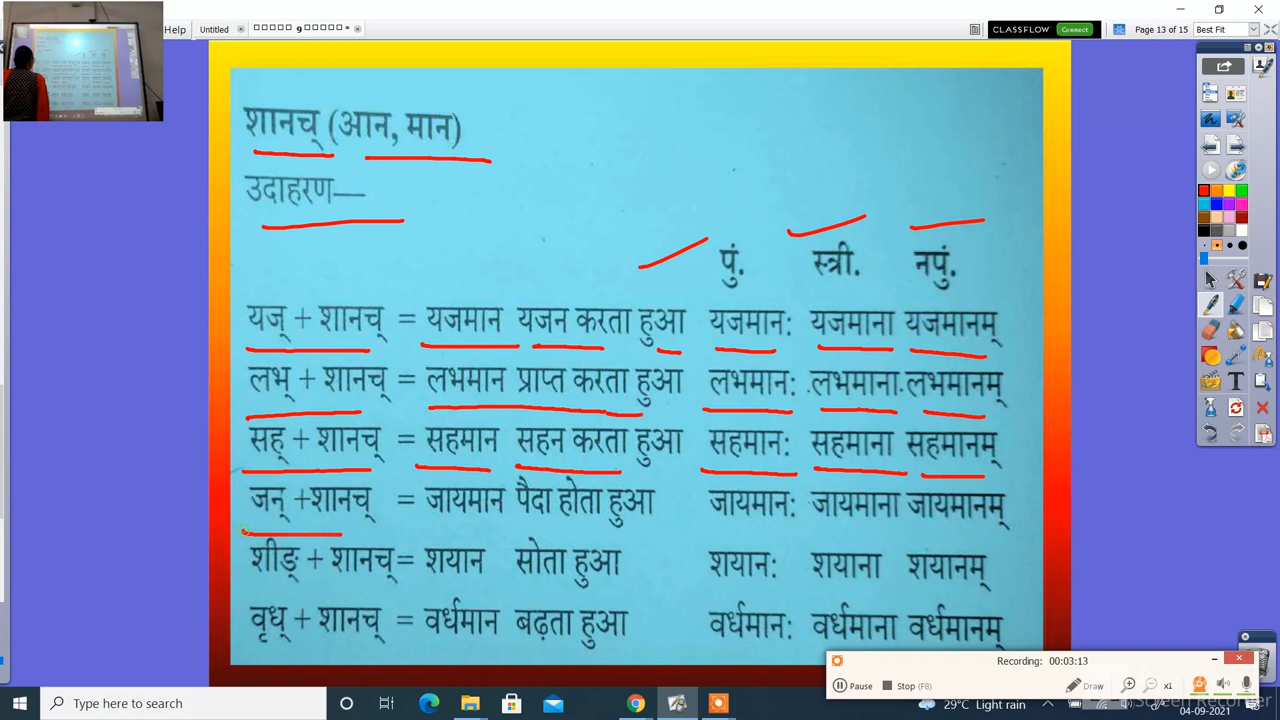 Help Untitled 9 * CLASSFLOW Connect Page 13 of 15 Best Fit
शानच् (आन, मान)
उदाहरण—
पुं. स्त्री. नपुं.
यज् + शानच् = यजमान यजन करता हुआ यजमान: यजमाना यजमानम्
लभ् + शानच् = लभमान प्राप्त करता हुआ लभमान: लभमाना लभमानम्
सह् + शानच् = सहमान सहन करता हुआ सहमान: सहमाना सहमानम्
जन् +शानच् = जायमान पैदा होता हुआ जायमान: जायमाना जायमानम्
शीङ् + शानच्= शयान सोता हुआ शयान: शयाना शयानम्
वृध् + शानच् = वर्धमान बढ़ता हुआ वर्धमान: वर्धमाना वर्धमानम्
Recording: 00:03:13
Pause Stop (F8) Draw x1
Screen Recorder
Type here to search 29°C Light rain 04-09-2021